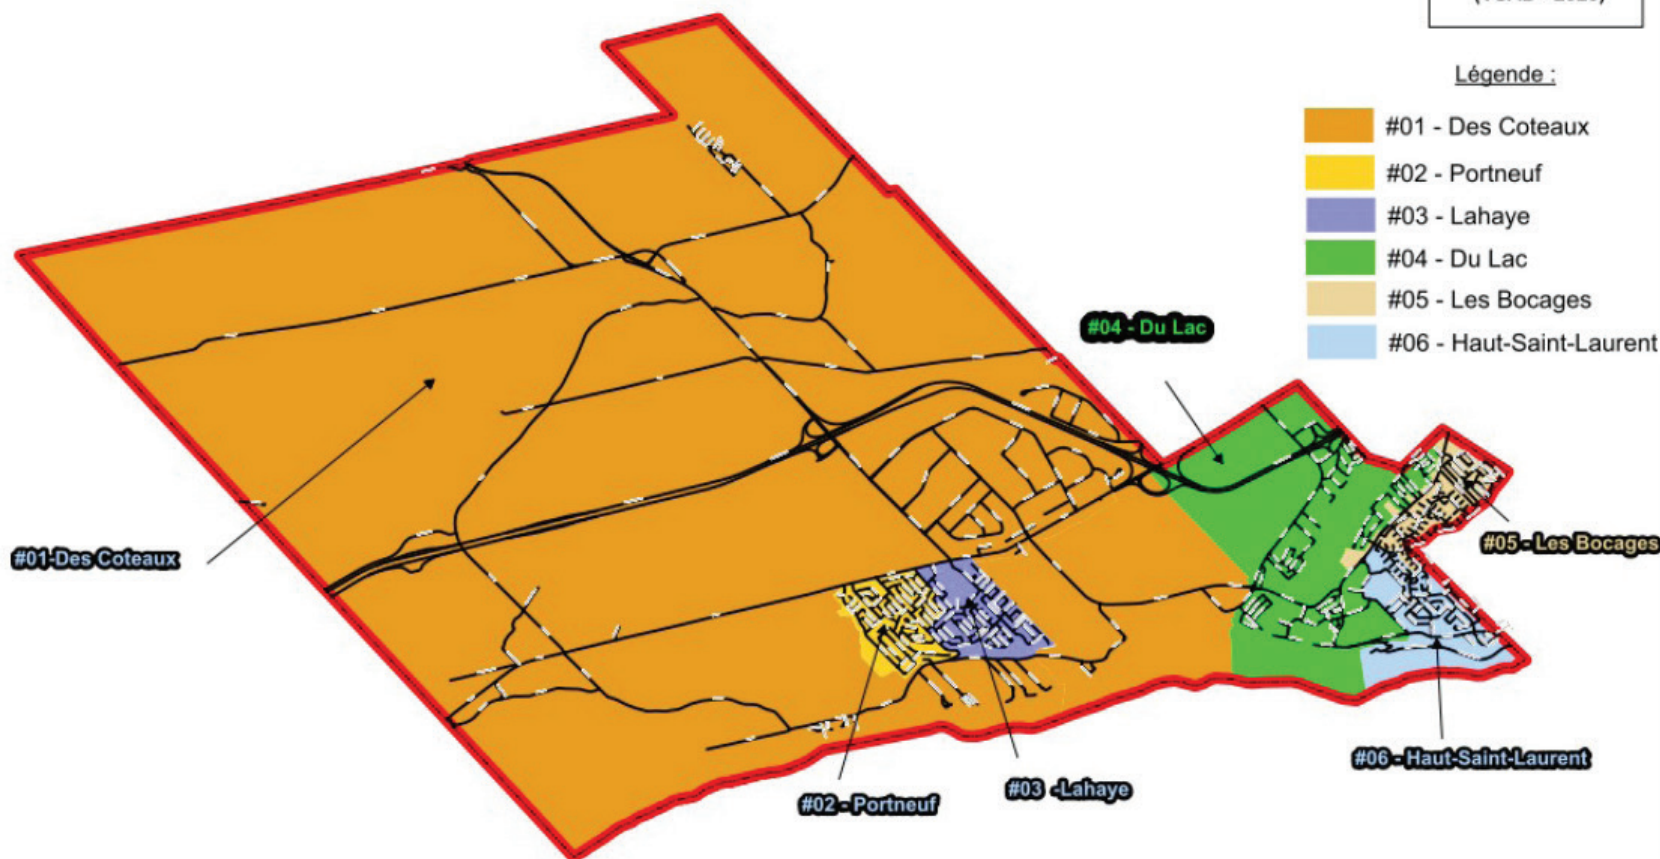 Légende :
#01 - Des Coteaux
#02 - Portneuf
#03 - Lahaye
#04 - Du Lac
#05 - Les Bocages
#06 - Haut-Saint-Laurent
#04 - Du Lac
#05 - Les Bocages
#01-Des Coteaux
#06 - Haut-Saint-Laurent
#03 -Lahaye
#02 - Portneuf